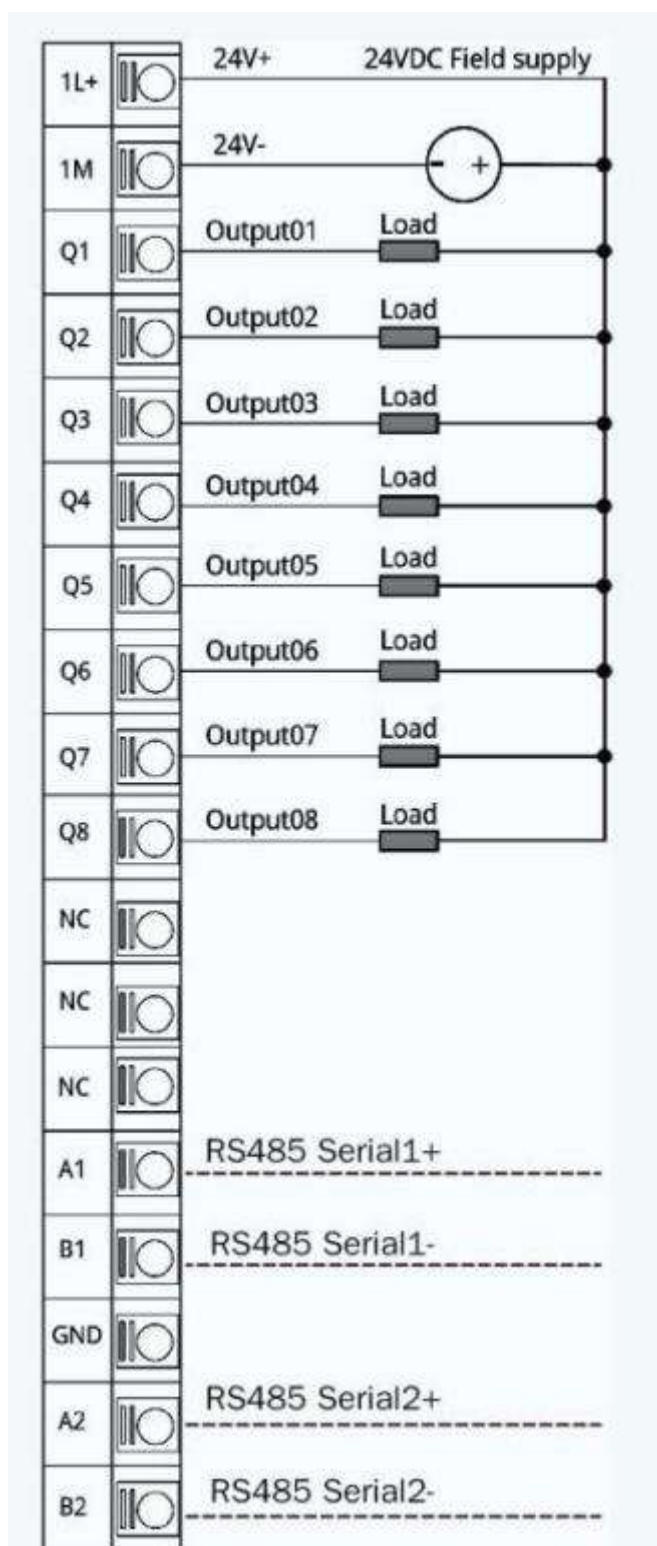 1L+ 24V+ 24VDC Field supply
1M 24V- - +
Q1 Output01 Load
Q2 Output02 Load
Q3 Output03 Load
Q4 Output04 Load
Q5 Output05 Load
Q6 Output06 Load
Q7 Output07 Load
Q8 Output08 Load
NC
NC
NC
A1 RS485 Serial1+
B1 RS485 Serial1-
GND
A2 RS485 Serial2+
B2 RS485 Serial2-